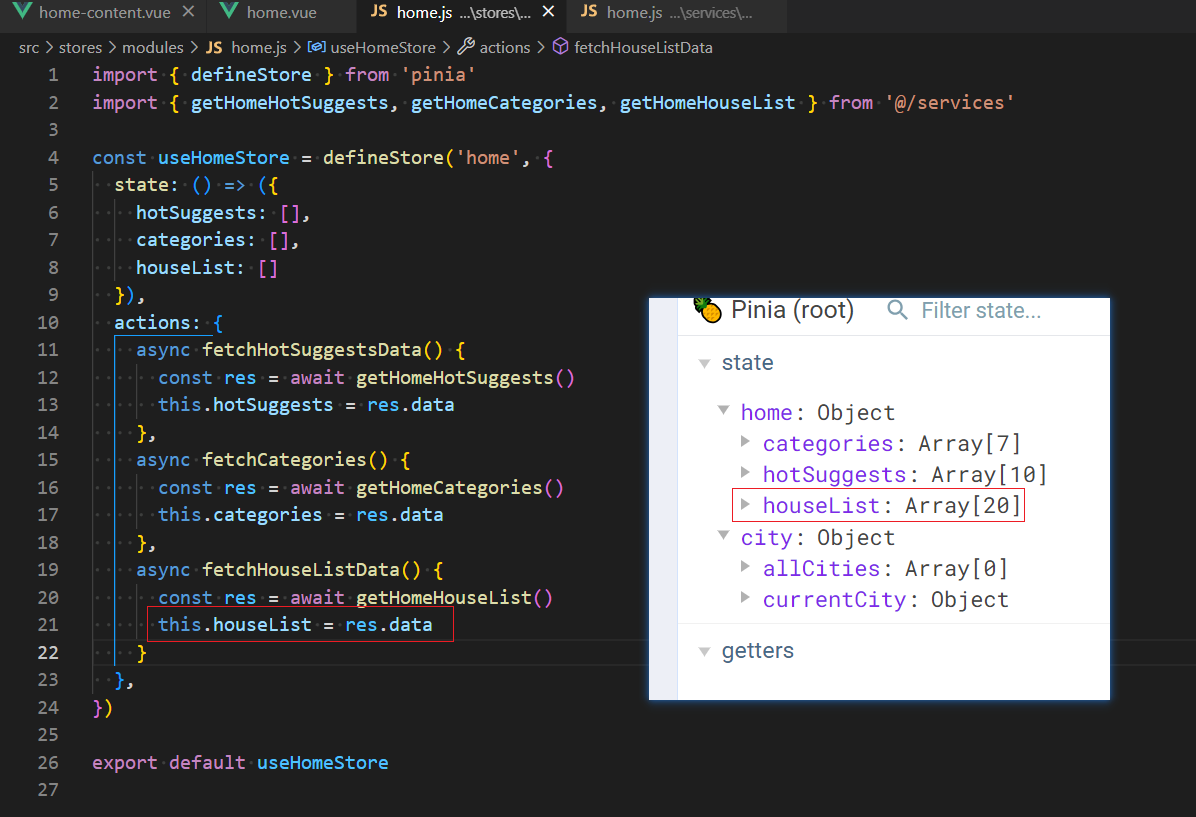 home-content.vue home.vue JS home.js ...\stores\... JS home.js ...\services\...
src > stores > modules > JS home.js > useHomeStore > actions > fetchHouseListData
1 import { defineStore } from 'pinia'
2 import { getHomeHotSuggests, getHomeCategories, getHomeHouseList } from '@/services'
3
4 const useHomeStore = defineStore('home', {
5 state: () => ({
6 hotSuggests: [],
7 categories: [],
8 houseList: []
9 }),
10 actions: {
11 async fetchHotSuggestsData() {
12 const res = await getHomeHotSuggests()
13 this.hotSuggests = res.data
14 },
15 async fetchCategories() {
16 const res = await getHomeCategories()
17 this.categories = res.data
18 },
19 async fetchHouseListData() {
20 const res = await getHomeHouseList()
21 this.houseList = res.data
22 }
23 },
24 })
25
26 export default useHomeStore
27
Pinia (root) Filter state...
state
home: Object
categories: Array[7]
hotSuggests: Array[10]
houseList: Array[20]
city: Object
allCities: Array[0]
currentCity: Object
getters